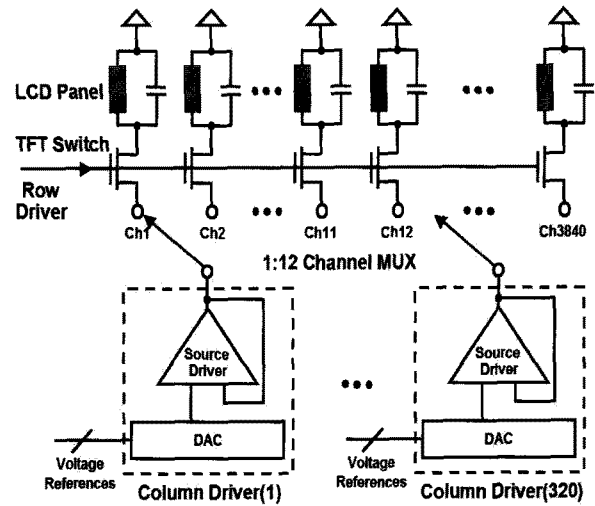 LCD Panel
TFT Switch
Row
Driver
Ch1
Ch2
Ch11
Ch12
Ch3840
1:12 Channel MUX
Source
Driver
Source
Driver
DAC
DAC
Voltage
References
Voltage
References
Column Driver(1)
Column Driver(320)